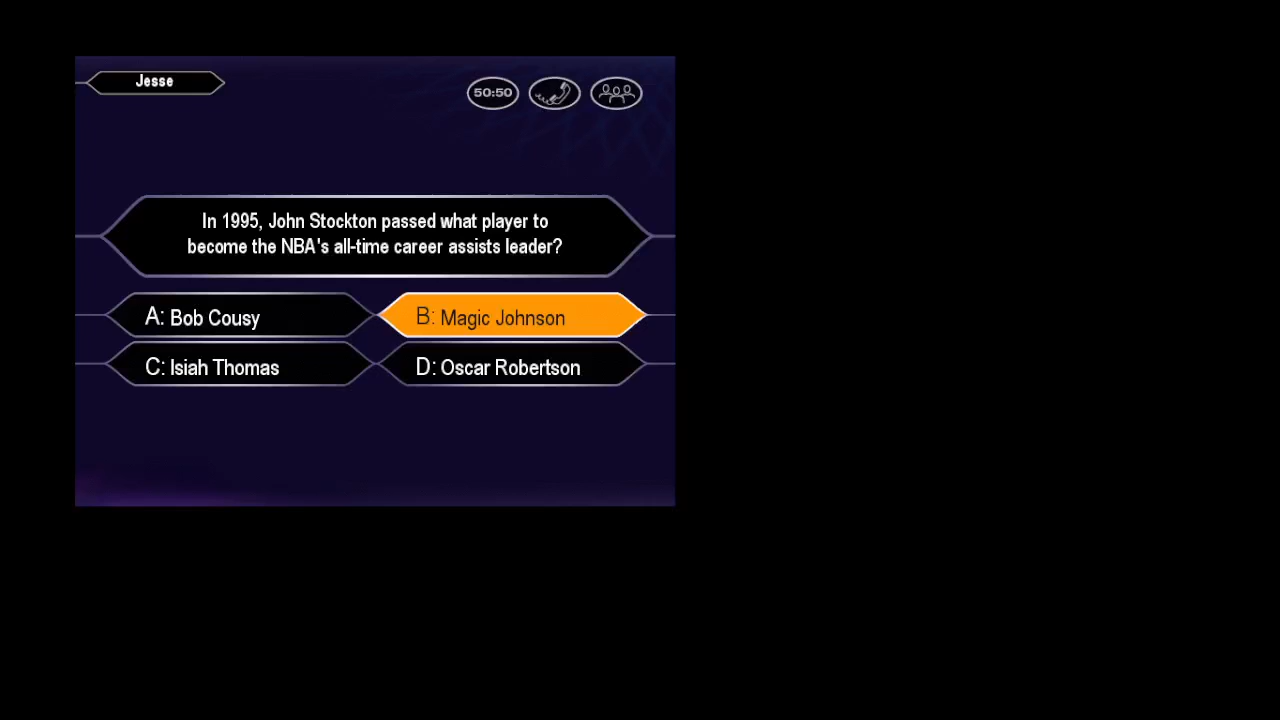 Jesse
50:50
In 1995, John Stockton passed what player to
become the NBA's all-time career assists leader?
A: Bob Cousy
B: Magic Johnson
C: Isiah Thomas
D: Oscar Robertson